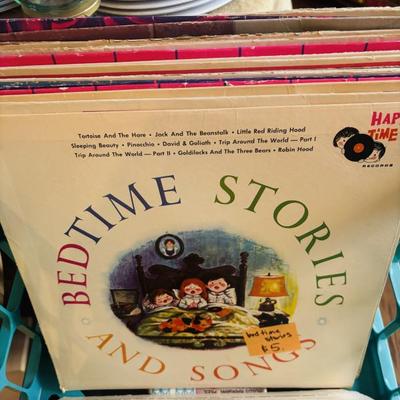 Tortoise And The Hare • Jack And The Beanstalk • Little Red Riding Hood
Sleeping Beauty • Pinocchio • David & Goliath • Trip Around The World — Part I
Trip Around The World — Part II • Goldilocks And The Three Bears • Robin Hood
HAP
TIME
RECORDS
BEDTIME STORIES
AND SONGS
bedtime
stories
$5